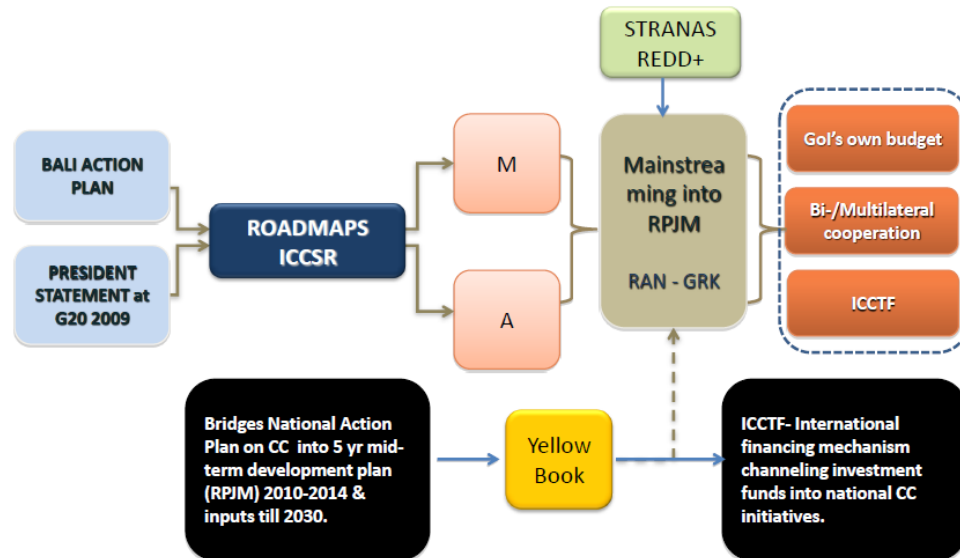 STRANAS
REDD+
BALI ACTION
PLAN
PRESIDENT
STATEMENT at
G20 2009
ROADMAPS
ICCSR
M
A
Mainstrea
ming into
RPJM
RAN - GRK
GoI's own budget
Bi-/Multilateral
cooperation
ICCTF
Bridges National Action
Plan on CC into 5 yr mid-
term development plan
(RPJM) 2010-2014 &
inputs till 2030.
Yellow
Book
ICCTF- International
financing mechanism
channeling investment
funds into national CC
initiatives.